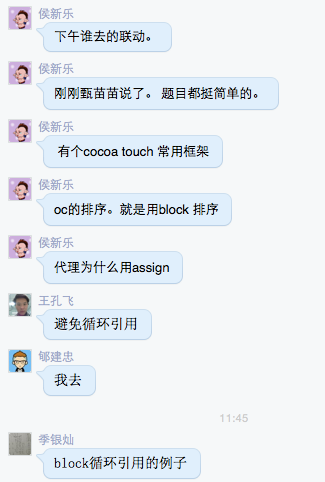 侯新乐
下午谁去的联动。
侯新乐
刚刚甄苗苗说了。 题目都挺简单的。
侯新乐
有个cocoa touch 常用框架
侯新乐
oc的排序。就是用block 排序
侯新乐
代理为什么用assign
王孔飞
避免循环引用
郇建忠
我去
11:45
季银灿
block循环引用的例子